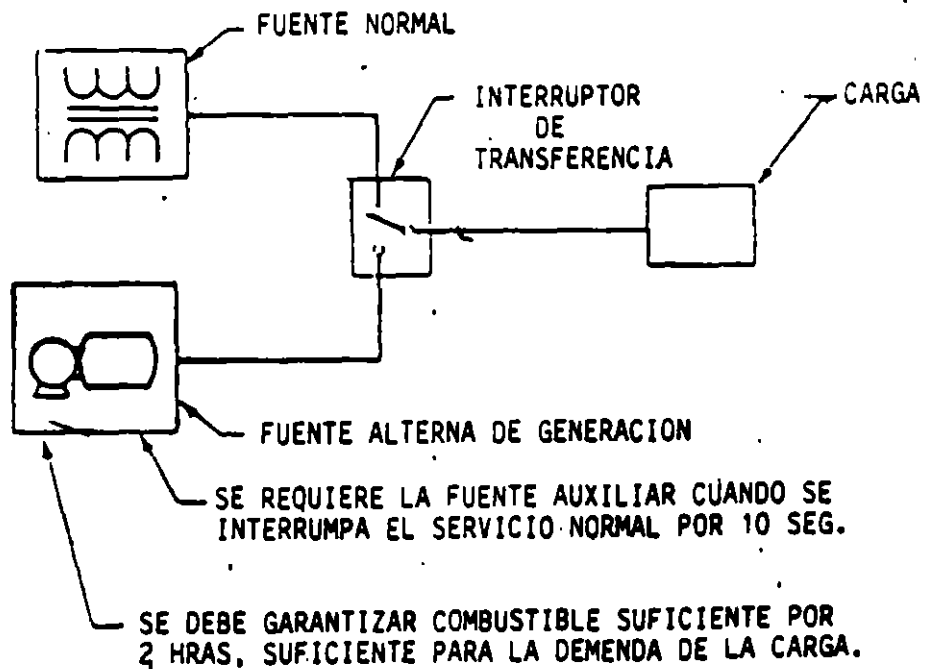 FUENTE NORMAL
INTERRUPTOR
DE
TRANSFERENCIA
CARGA
FUENTE ALTERNA DE GENERACION
SE REQUIERE LA FUENTE AUXILIAR CUANDO SE
INTERRUMPA EL SERVICIO NORMAL POR 10 SEG.
SE DEBE GARANTIZAR COMBUSTIBLE SUFICIENTE POR
2 HRAS, SUFICIENTE PARA LA DEMENDA DE LA CARGA.